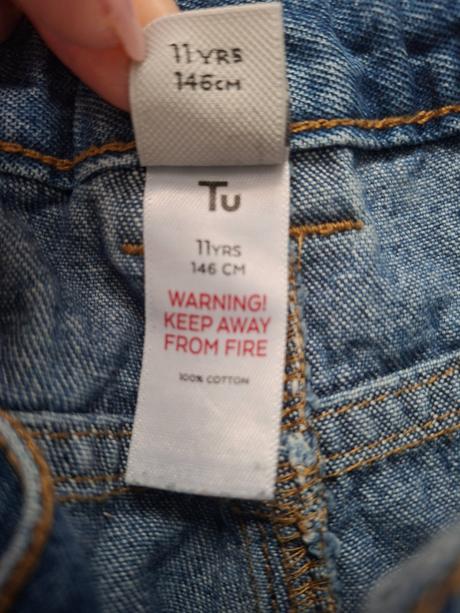 11YRS
146CM
Tu
11YRS
146 CM
WARNING!
KEEP AWAY
FROM FIRE
100% COTTON